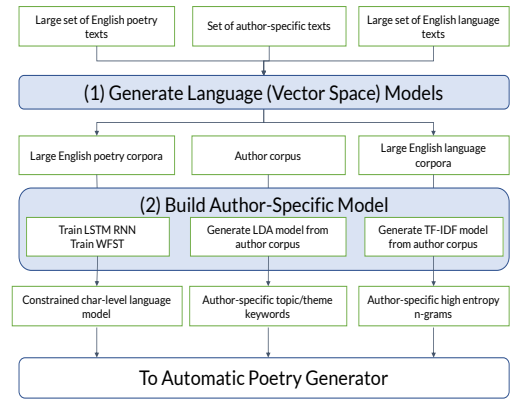 Large set of English poetry
texts
Set of author-specific texts
Large set of English language
texts
(1) Generate Language (Vector Space) Models
Large English poetry corpora
Author corpus
Large English language
corpora
(2) Build Author-Specific Model
Train LSTM RNN
Train WFST
Generate LDA model from
author corpus
Generate TF-IDF model
from author corpus
Constrained char-level language
model
Author-specific topic/theme
keywords
Author-specific high entropy
n-grams
To Automatic Poetry Generator